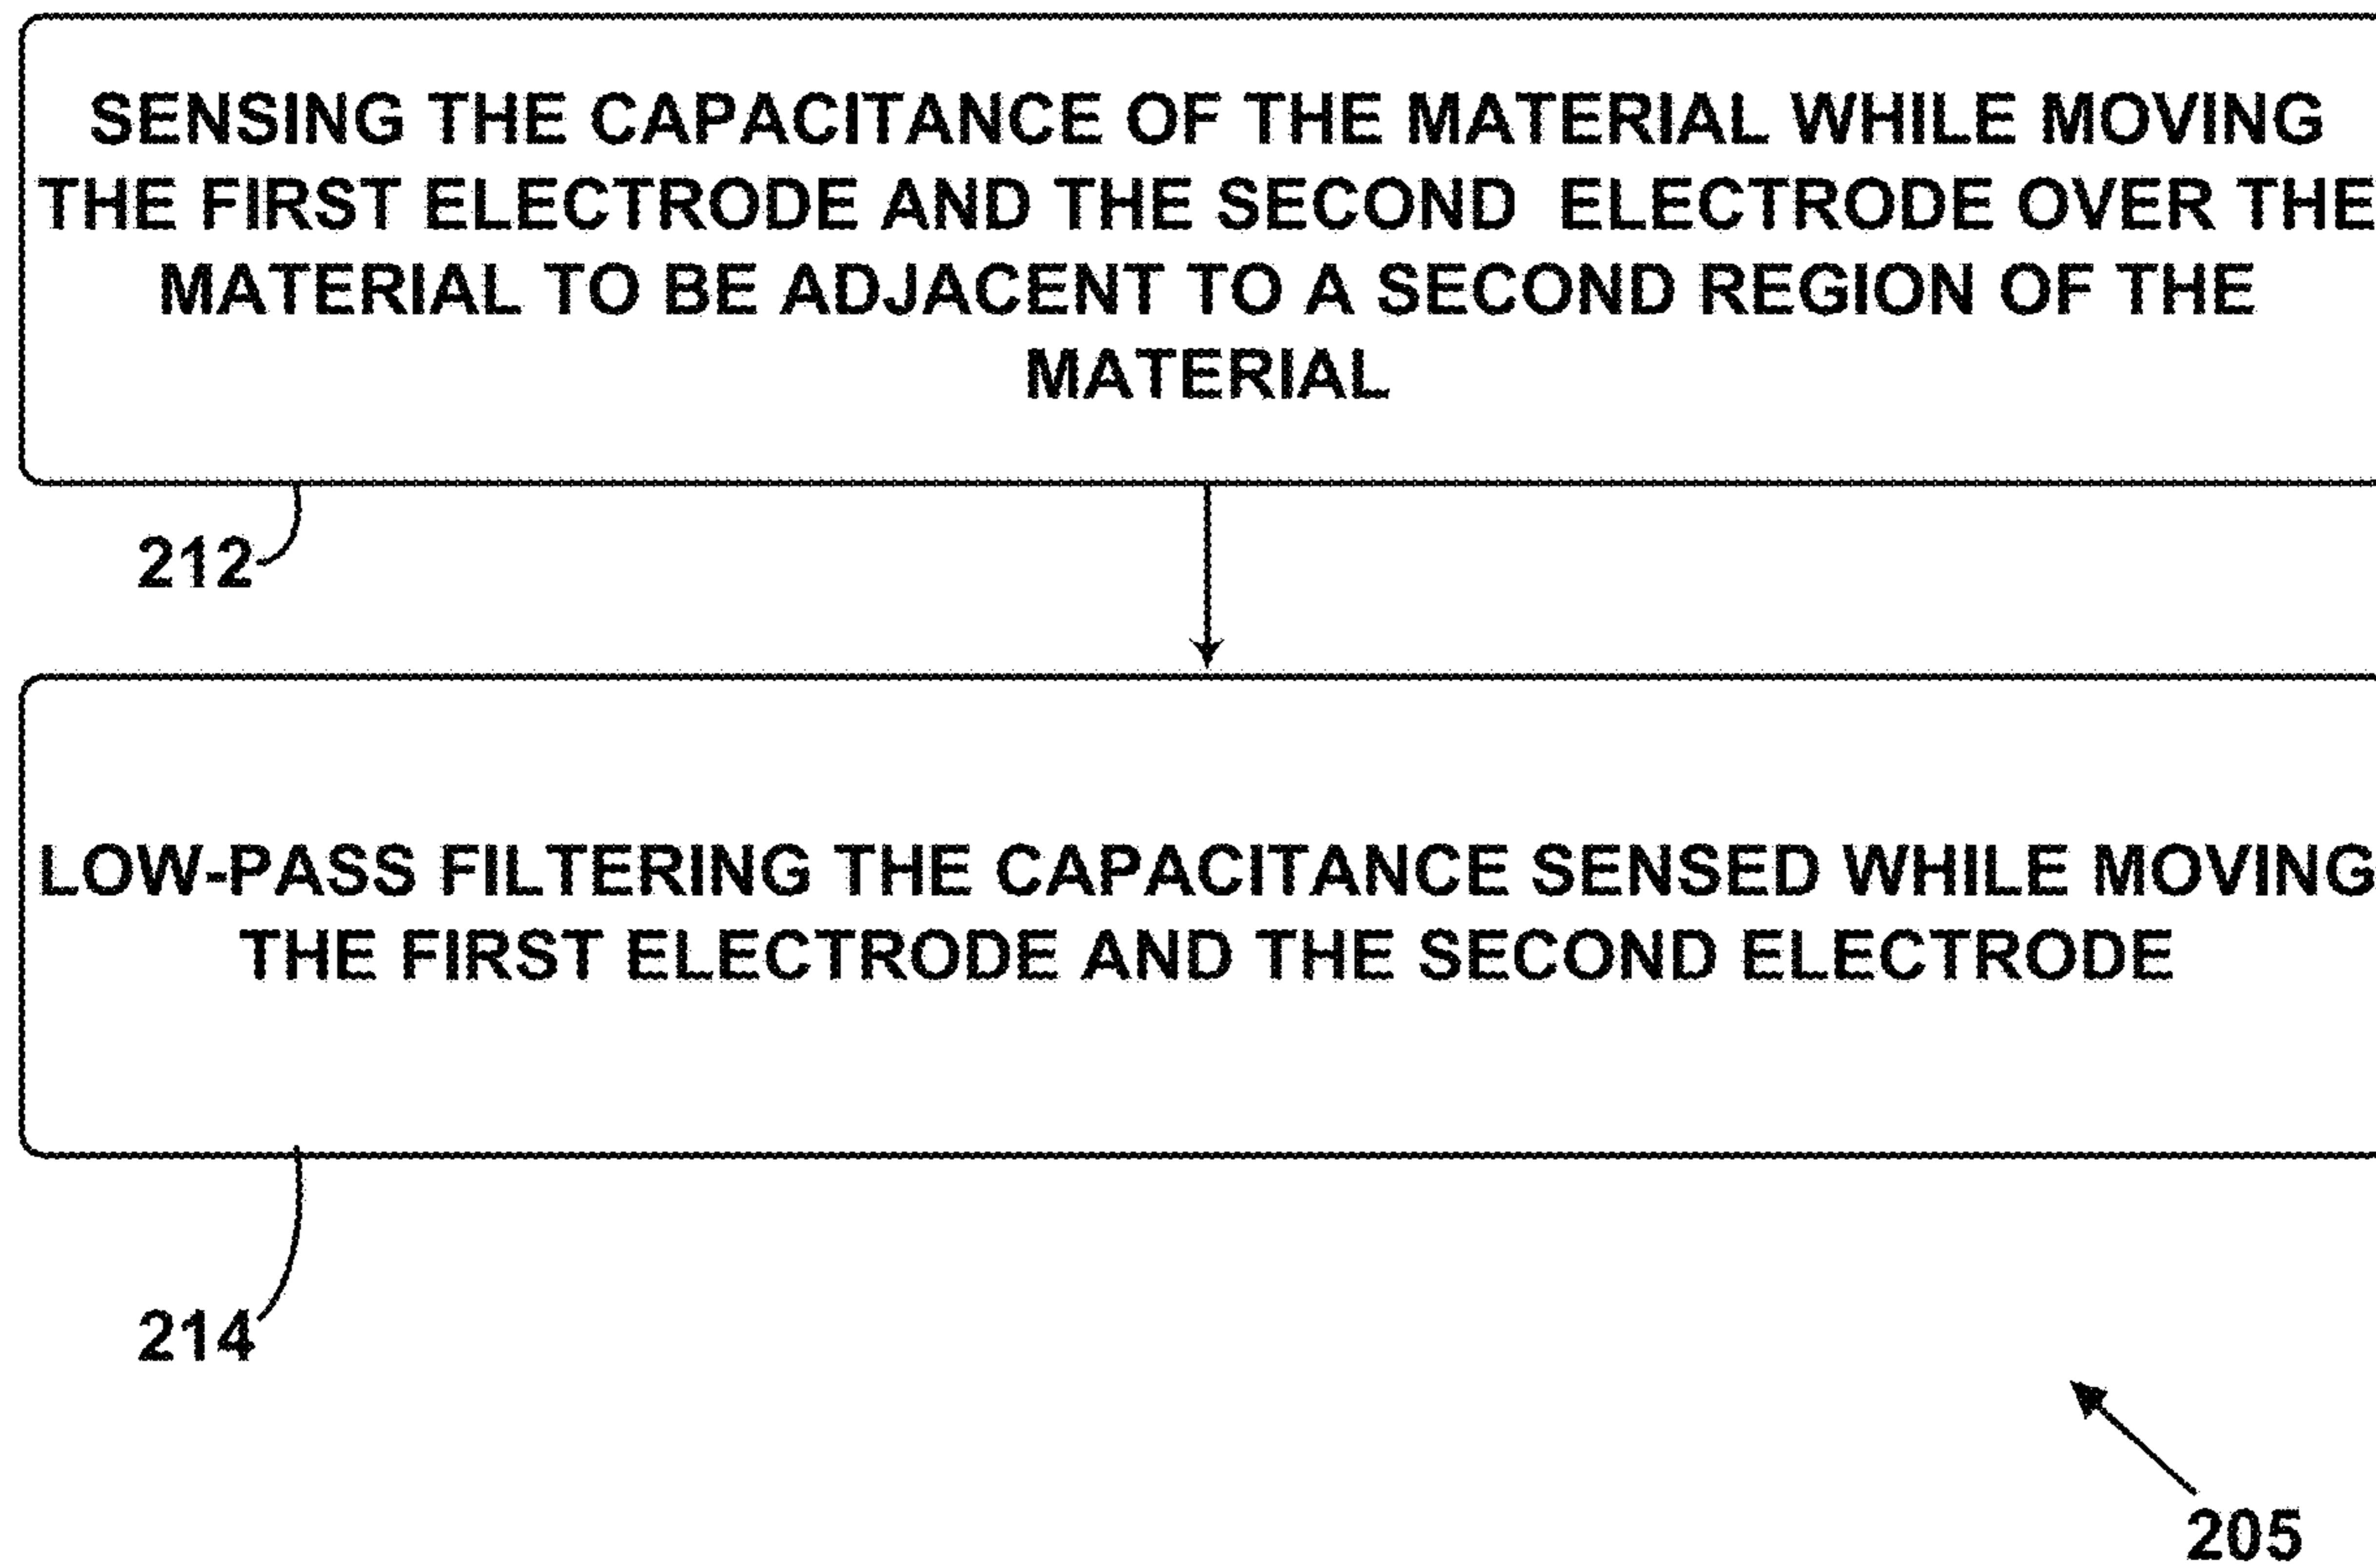 SENSING THE CAPACITANCE OF THE MATERIAL WHILE MOVING
THE FIRST ELECTRODE AND THE SECOND ELECTRODE OVER THE
MATERIAL TO BE ADJACENT TO A SECOND REGION OF THE
MATERIAL
212
LOW-PASS FILTERING THE CAPACITANCE SENSED WHILE MOVING
THE FIRST ELECTRODE AND THE SECOND ELECTRODE
214
205